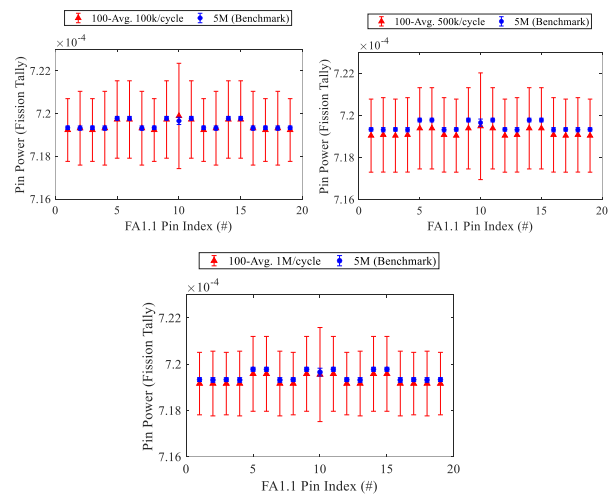 100-Avg. 100k/cycle 5M (Benchmark)
×10⁻⁴
7.22
7.2
7.18
7.16
Pin Power (Fission Tally)
0 5 10 15 20
FA1.1 Pin Index (#)
100-Avg. 500k/cycle 5M (Benchmark)
×10⁻⁴
7.22
7.2
7.18
7.16
Pin Power (Fission Tally)
0 5 10 15 20
FA1.1 Pin Index (#)
100-Avg. 1M/cycle 5M (Benchmark)
×10⁻⁴
7.22
7.2
7.18
7.16
Pin Power (Fission Tally)
0 5 10 15 20
FA1.1 Pin Index (#)